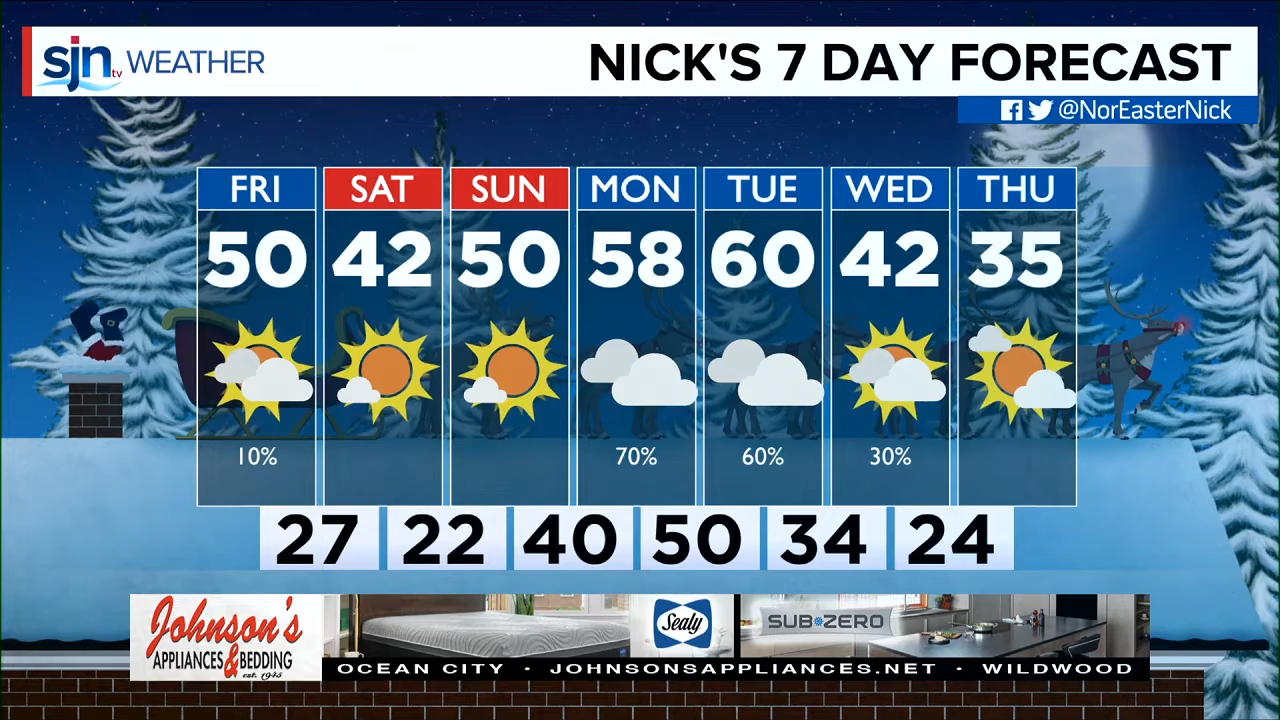 sjn tv WEATHER
NICK'S 7 DAY FORECAST
@NorEasterNick
FRI SAT SUN MON TUE WED THU
50 42 50 58 60 42 35
10% 70% 60% 30%
27 22 40 50 34 24
Johnson's
APPLIANCES & BEDDING
est. 1945
Sealy
SUB ZERO
OCEAN CITY · JOHNSONSAPPLIANCES.NET · WILDWOOD